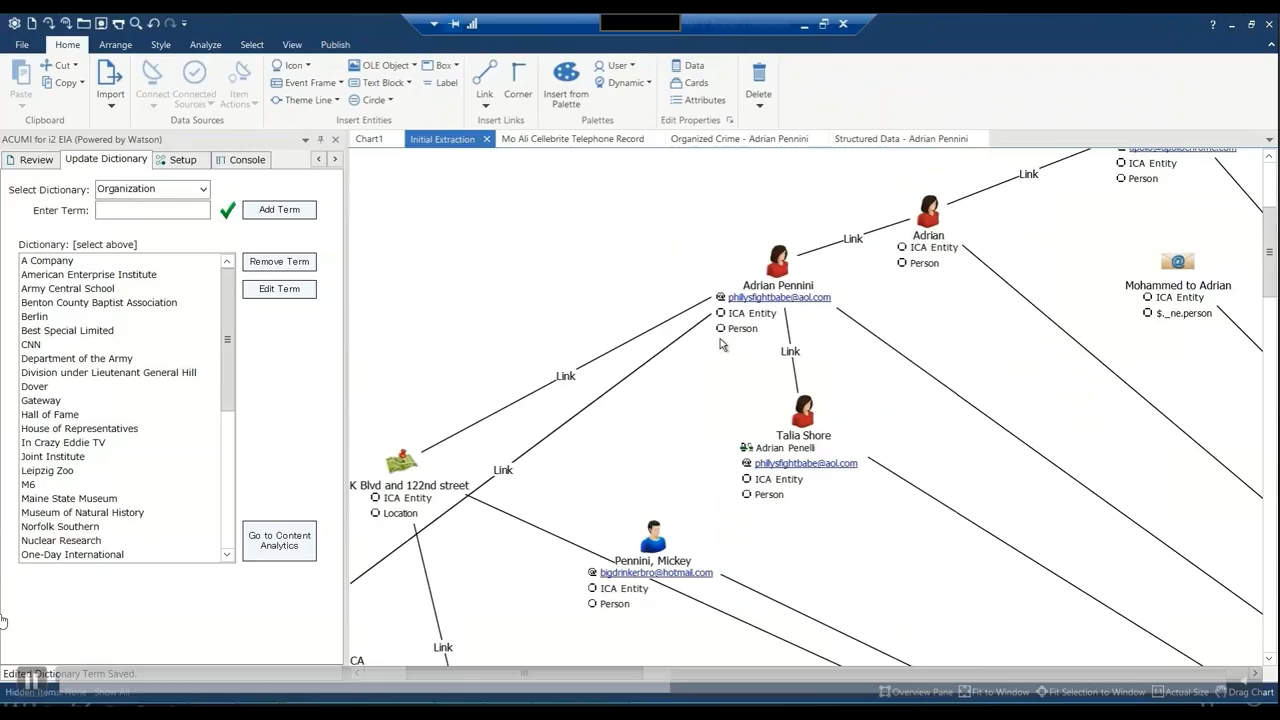 File Home Arrange Style Analyze Select View Publish
Paste Cut Copy Import Connect Connected Sources Item Actions Icon Event Frame Theme Line OLE Object Text Block Circle Box Label Link Corner Insert from Palette User Dynamic Data Cards Attributes Delete
Clipboard Data Sources Insert Entities Insert Links Palettes Edit Properties
ACUMI for i2 EIA (Powered by Watson)
Chart1 Initial Extraction Mo Ali Cellebrite Telephone Record Organized Crime - Adrian Pennini Structured Data - Adrian Pennini
Review Update Dictionary Setup Console
Select Dictionary: Organization
Enter Term: Add Term
Dictionary: [select above]
Remove Term
Edit Term
A Company
American Enterprise Institute
Army Central School
Benton County Baptist Association
Berlin
Best Special Limited
CNN
Department of the Army
Division under Lieutenant General Hill
Dover
Gateway
Hall of Fame
House of Representatives
In Crazy Eddie TV
Joint Institute
Leipzig Zoo
M6
Maine State Museum
Museum of Natural History
Norfolk Southern
Nuclear Research
One-Day International
Go to Content
Analytics
Edited Dictionary Term Saved.
Hidden Items: None Show All
ICA Entity
Person
Link
Adrian
ICA Entity
Person
Link
Adrian Pennini
phillysfightbabe@aol.com
ICA Entity
Person
Mohammed to Adrian
ICA Entity
$._ne.person
Link
Link
Talia Shore
Adrian Penelli
phillysfightbabe@aol.com
ICA Entity
Person
Link
K Blvd and 122nd street
ICA Entity
Location
Pennini, Mickey
bigdrinkerbro@hotmail.com
ICA Entity
Person
Link
CA
Overview Pane Fit to Window Fit Selection to Window Actual Size Drag Chart